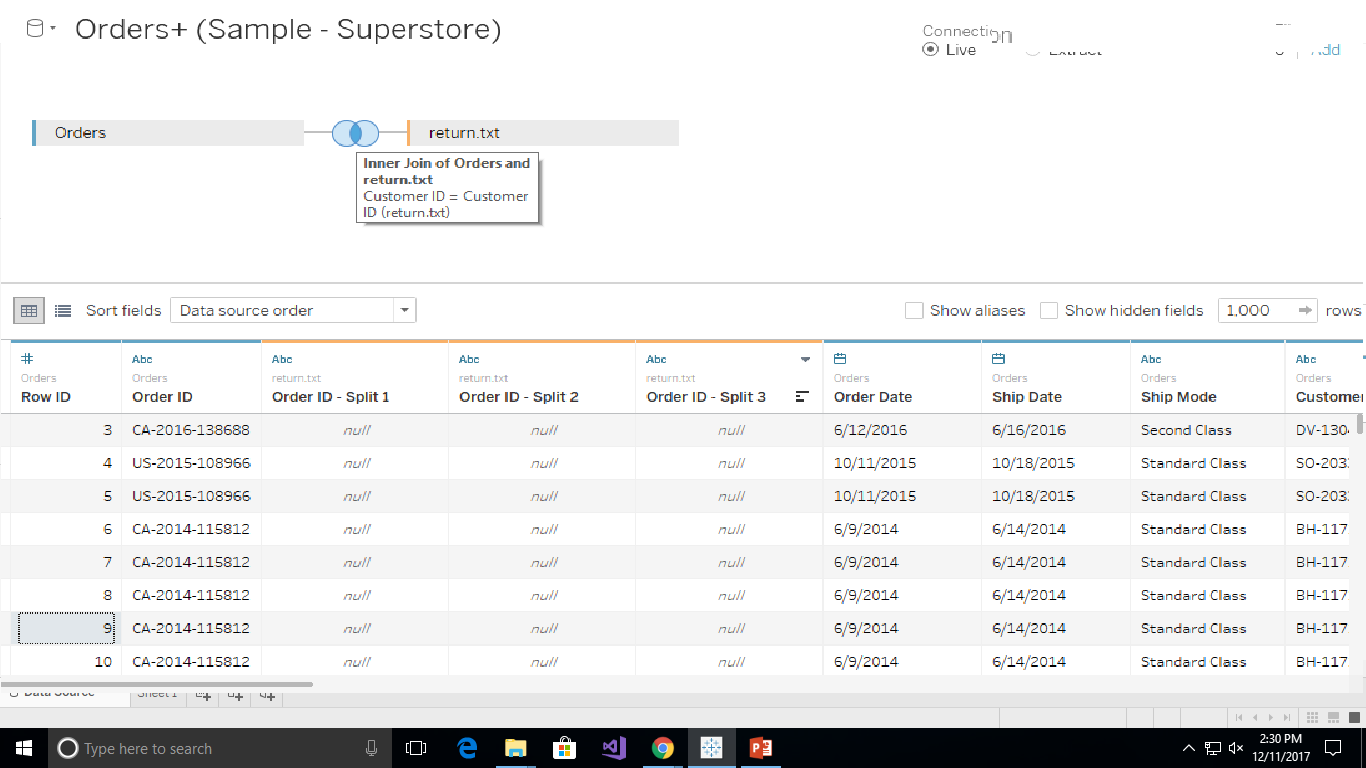 Orders+ (Sample - Superstore)
Connection
Live Extract Add
Orders return.txt
Inner Join of Orders and
return.txt
Customer ID = Customer
ID (return.txt)
Sort fields Data source order Show aliases Show hidden fields 1,000 rows
Abc Abc Abc Abc Abc Abc
Orders Orders return.txt return.txt return.txt Orders Orders Orders Orders
Row ID Order ID Order ID - Split 1 Order ID - Split 2 Order ID - Split 3 Order Date Ship Date Ship Mode Customer
3 CA-2016-138688 null null null 6/12/2016 6/16/2016 Second Class DV-130
4 US-2015-108966 null null null 10/11/2015 10/18/2015 Standard Class SO-203
5 US-2015-108966 null null null 10/11/2015 10/18/2015 Standard Class SO-203
6 CA-2014-115812 null null null 6/9/2014 6/14/2014 Standard Class BH-117
7 CA-2014-115812 null null null 6/9/2014 6/14/2014 Standard Class BH-117
8 CA-2014-115812 null null null 6/9/2014 6/14/2014 Standard Class BH-117
9 CA-2014-115812 null null null 6/9/2014 6/14/2014 Standard Class BH-117
10 CA-2014-115812 null null null 6/9/2014 6/14/2014 Standard Class BH-117
Data Source Sheet 1
Type here to search
2:30 PM
12/11/2017